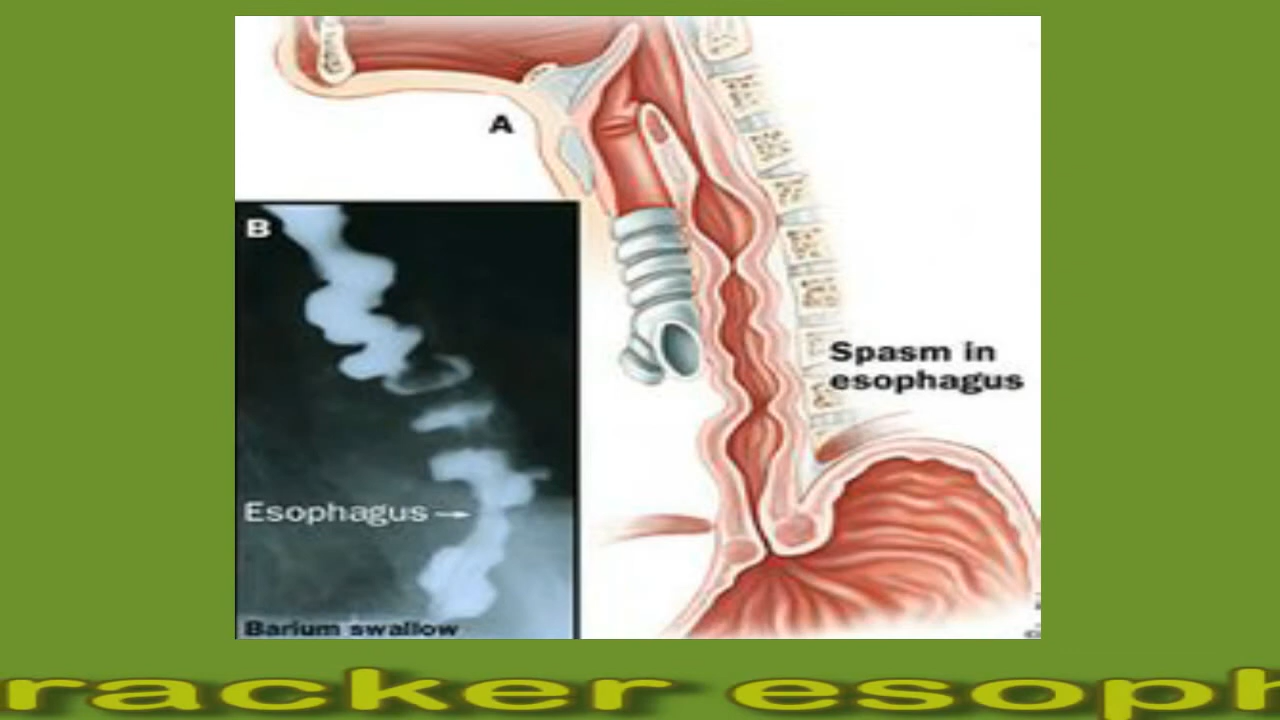 A
B
Spasm in
esophagus
Esophagus
Barium swallow
racker esoph